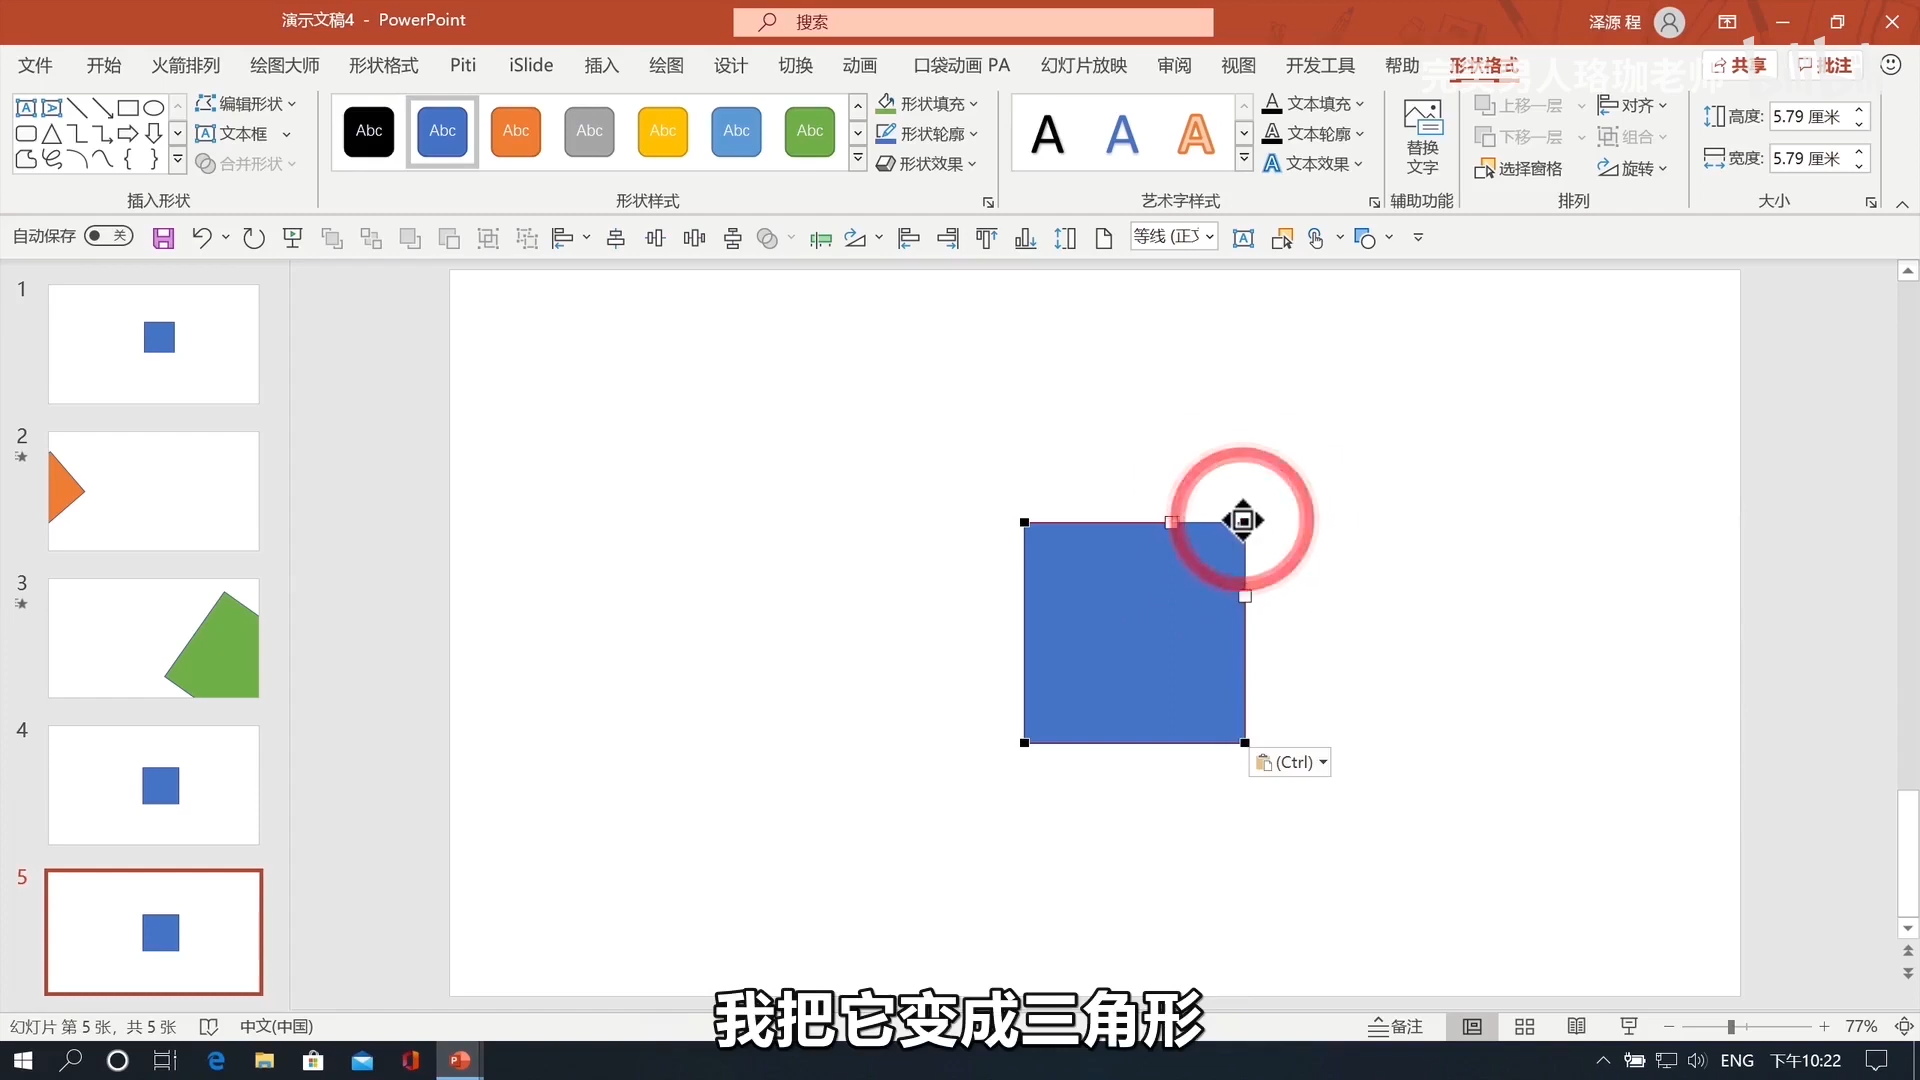 演示文稿4 - PowerPoint
搜索
泽源 程
文件 开始 火箭排列 绘图大师 形状格式 Piti iSlide 插入 绘图 设计 切换 动画 口袋动画 PA 幻灯片放映 审阅 视图 开发工具 帮助 形状格式 共享 批注
完美男人珞珈老师
bilibili
编辑形状
文本框
合并形状
插入形状
Abc Abc Abc Abc Abc Abc Abc
形状填充
形状轮廓
形状效果
形状样式
A A A
文本填充
文本轮廓
文本效果
艺术字样式
替换
文字
辅助功能
上移一层
下移一层
选择窗格
对齐
组合
旋转
排列
高度: 5.79 厘米
宽度: 5.79 厘米
大小
自动保存 关
等线 (正文
1
2
3
4
5
(Ctrl)
我把它变成三角形
幻灯片 第 5 张，共 5 张 中文(中国)
备注
77%
ENG 下午10:22